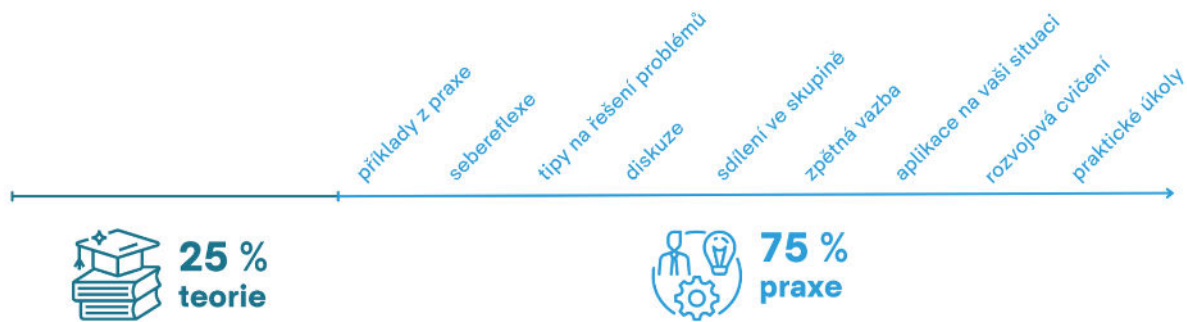 příklady z praxe
sebereflexe
tipy na řešení problémů
diskuze
sdílení ve skupině
zpětná vazba
aplikace na vaši situaci
rozvojová cvičení
praktické úkoly
25 %
teorie
75 %
praxe